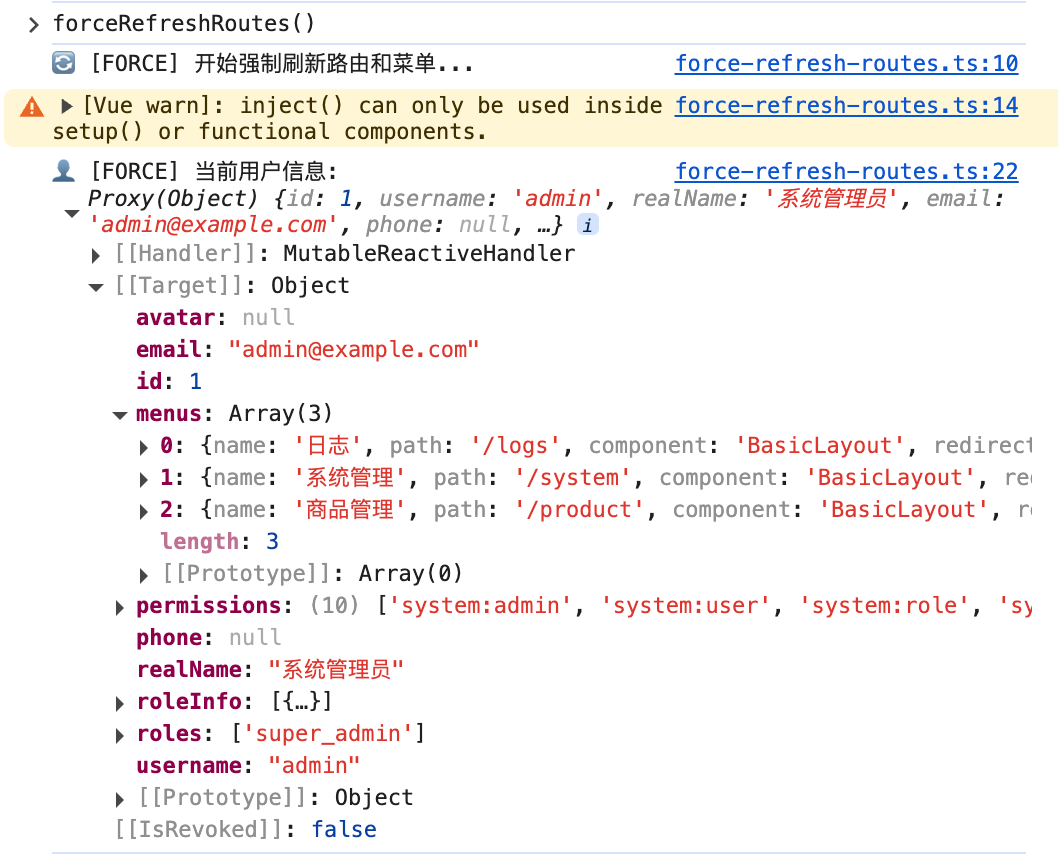 forceRefreshRoutes()
[FORCE] 开始强制刷新路由和菜单... force-refresh-routes.ts:10
[Vue warn]: inject() can only be used inside force-refresh-routes.ts:14
setup() or functional components.
[FORCE] 当前用户信息: force-refresh-routes.ts:22
Proxy(Object) {id: 1, username: 'admin', realName: '系统管理员', email:
'admin@example.com', phone: null, …} i
[[Handler]]: MutableReactiveHandler
[[Target]]: Object
avatar: null
email: "admin@example.com"
id: 1
menus: Array(3)
0: {name: '日志', path: '/logs', component: 'BasicLayout', redirect
1: {name: '系统管理', path: '/system', component: 'BasicLayout', re
2: {name: '商品管理', path: '/product', component: 'BasicLayout', r
length: 3
[[Prototype]]: Array(0)
permissions: (10) ['system:admin', 'system:user', 'system:role', 'sy
phone: null
realName: "系统管理员"
roleInfo: [{…}]
roles: ['super_admin']
username: "admin"
[[Prototype]]: Object
[[IsRevoked]]: false